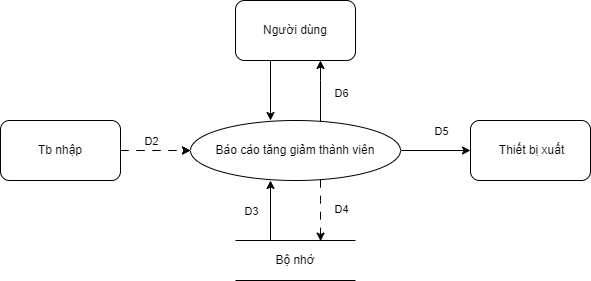 Người dùng
D6
Tb nhập
D2
Báo cáo tăng giảm thành viên
D5
Thiết bị xuất
D3
D4
Bộ nhớ